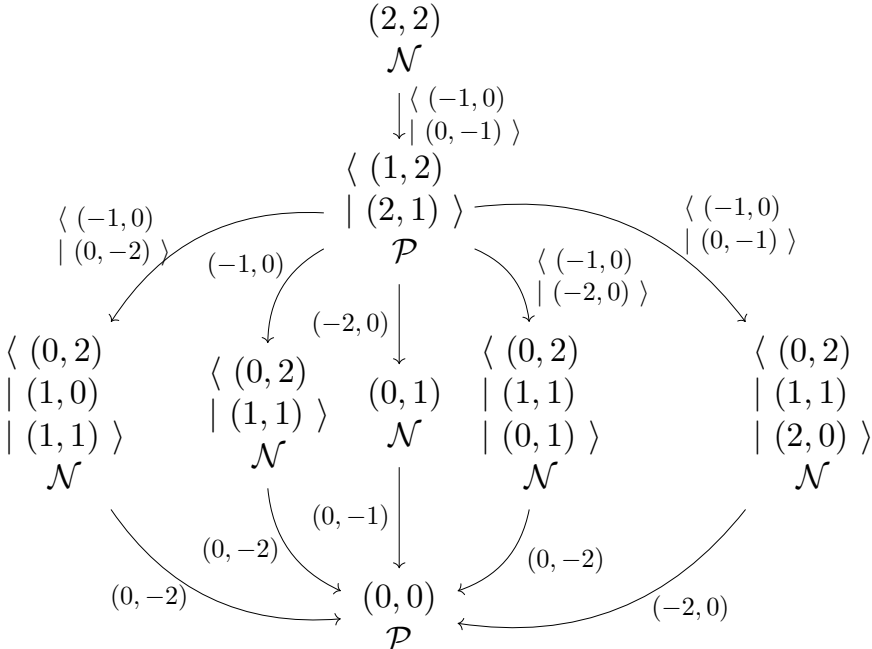 (2, 2)
𝒩
⟨ (−1, 0)
| (0, −1) ⟩
⟨ (1, 2)
| (2, 1) ⟩
𝒫
⟨ (−1, 0)
| (0, −2) ⟩
(−1, 0)
(−2, 0)
⟨ (−1, 0)
| (−2, 0) ⟩
⟨ (−1, 0)
| (0, −1) ⟩
⟨ (0, 2)
| (1, 0)
| (1, 1) ⟩
𝒩
⟨ (0, 2)
| (1, 1) ⟩
𝒩
(0, 1)
𝒩
⟨ (0, 2)
| (1, 1)
| (0, 1) ⟩
𝒩
⟨ (0, 2)
| (1, 1)
| (2, 0) ⟩
𝒩
(0, −2)
(0, −2)
(0, −1)
(0, −2)
(−2, 0)
(0, 0)
𝒫